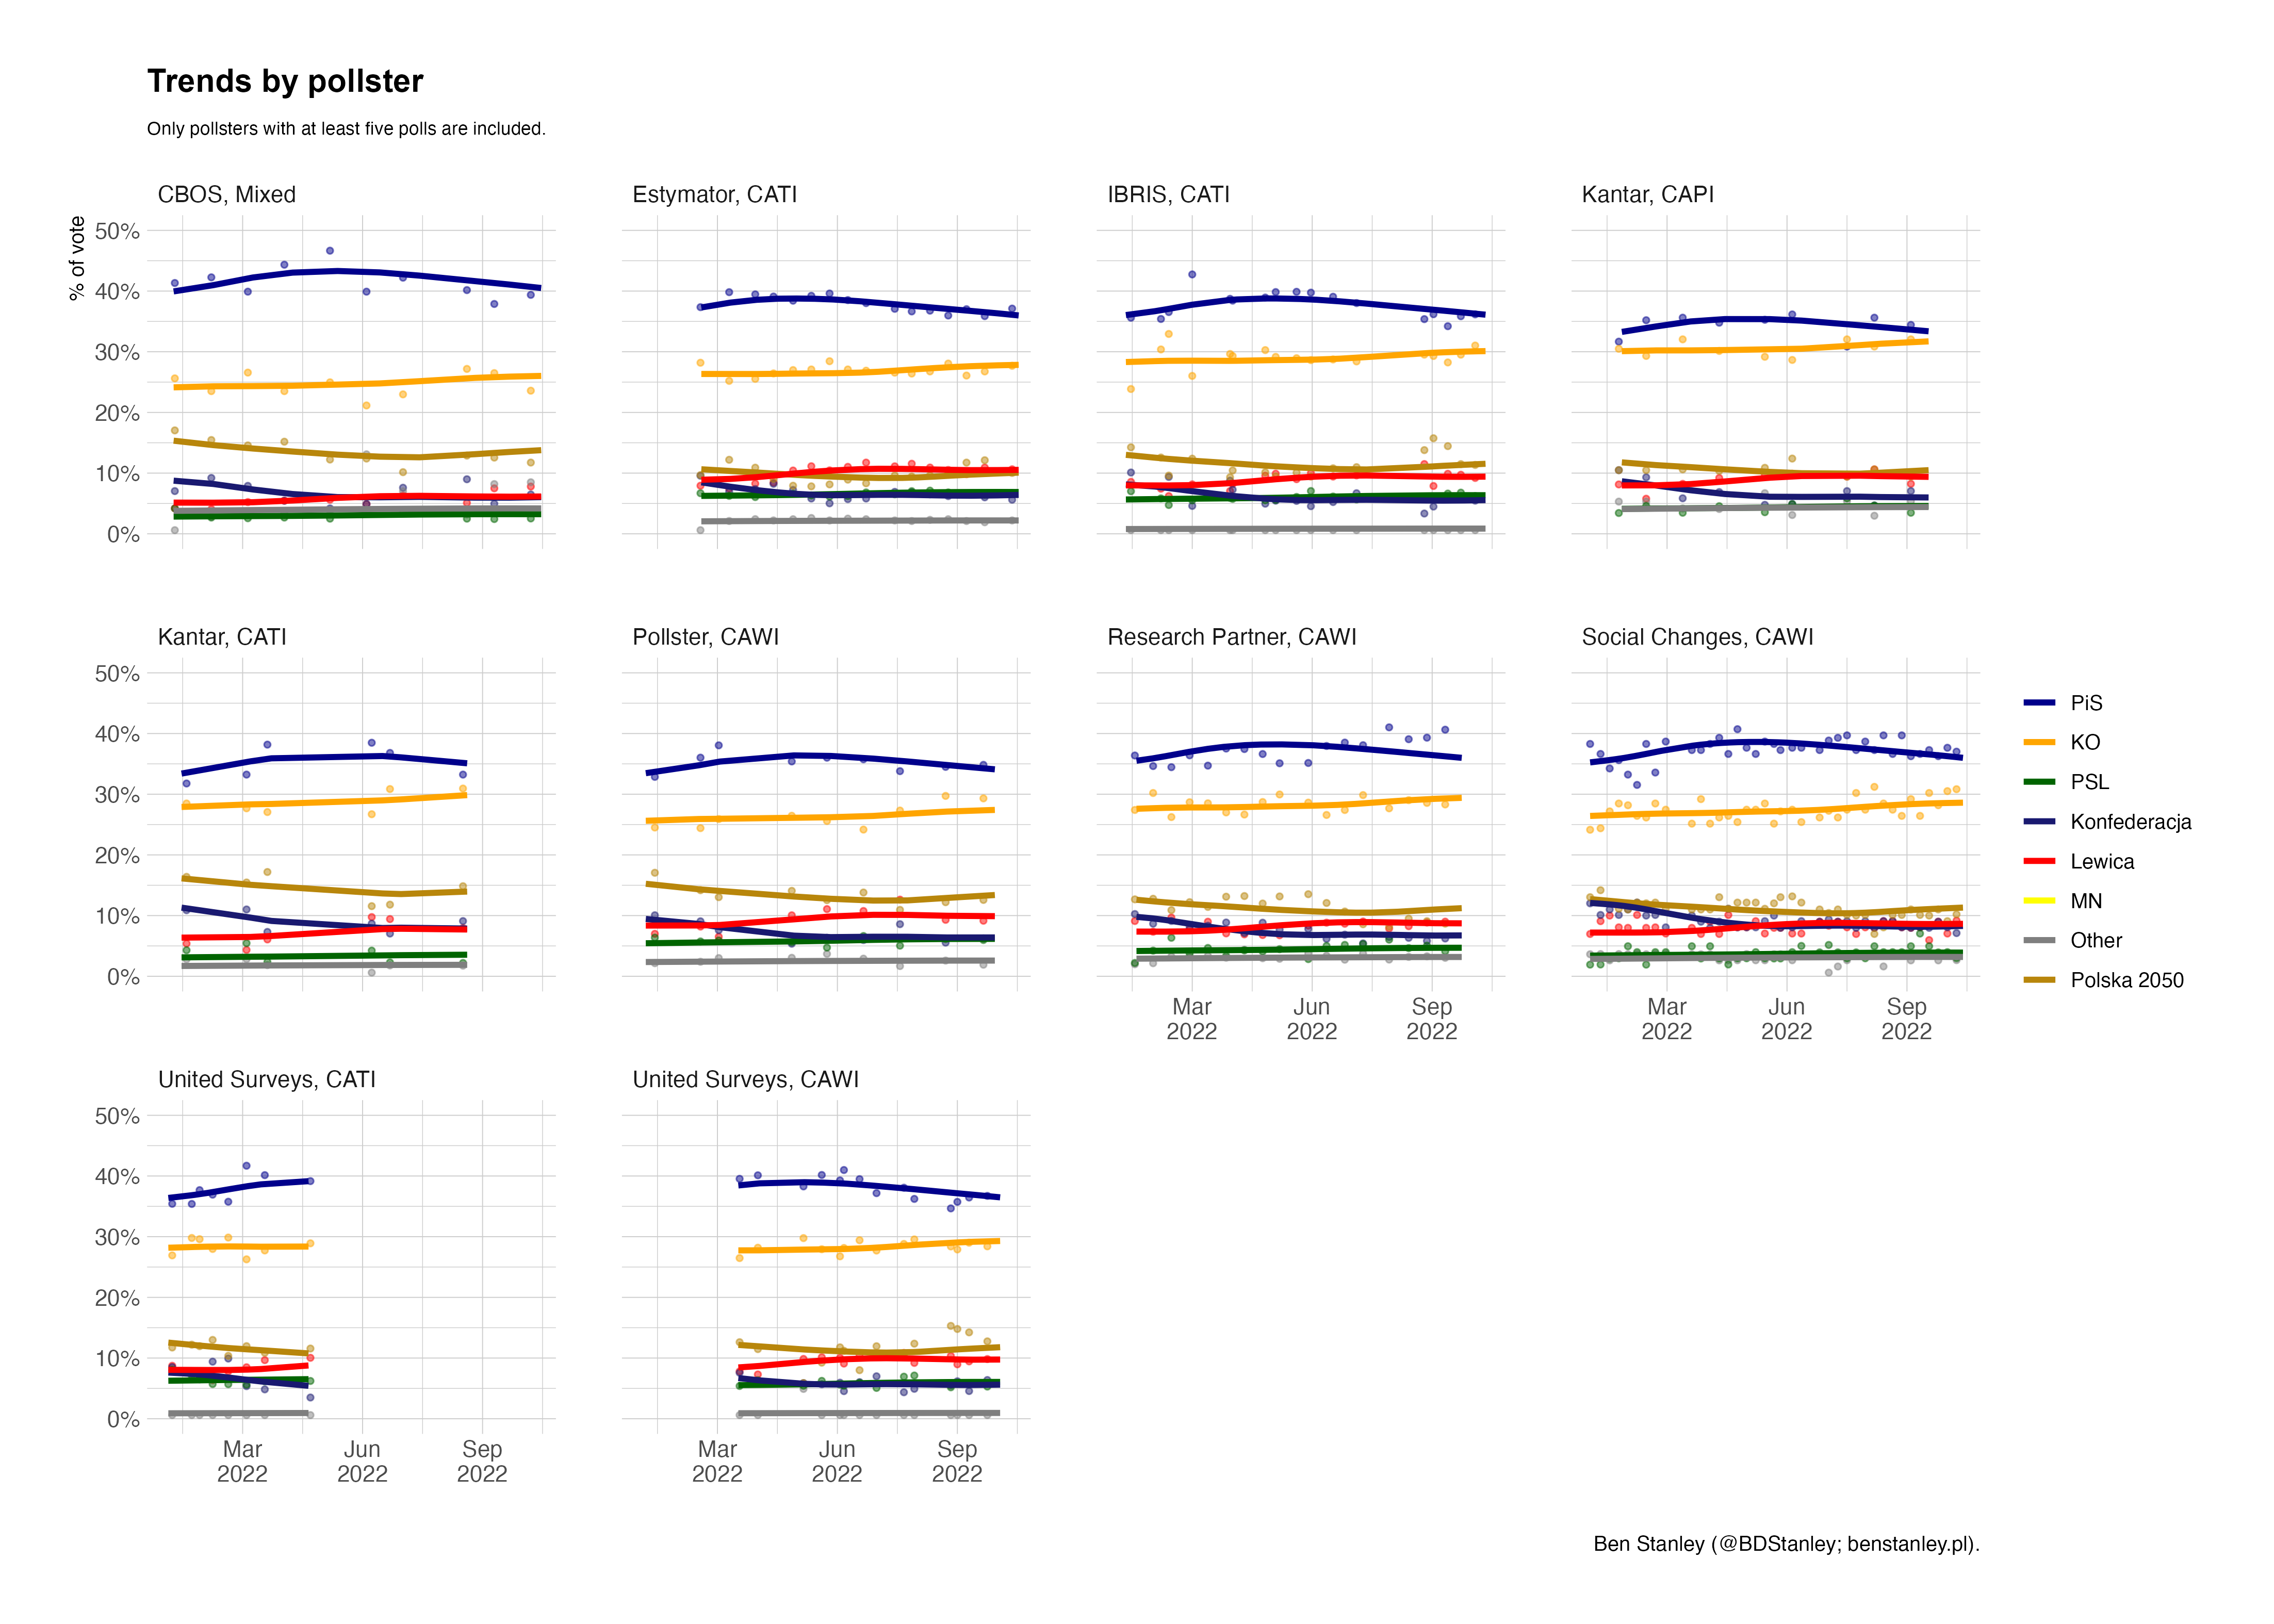 Trends by pollster
Only pollsters with at least five polls are included.
% of vote
CBOS, Mixed
Estymator, CATI
IBRIS, CATI
Kantar, CAPI
50%
40%
30%
20%
10%
0%
Kantar, CATI
Pollster, CAWI
Research Partner, CAWI
Social Changes, CAWI
50%
40%
30%
20%
10%
0%
Mar
2022
Jun
2022
Sep
2022
Mar
2022
Jun
2022
Sep
2022
PiS
KO
PSL
Konfederacja
Lewica
MN
Other
Polska 2050
United Surveys, CATI
United Surveys, CAWI
50%
40%
30%
20%
10%
0%
Mar
2022
Jun
2022
Sep
2022
Mar
2022
Jun
2022
Sep
2022
Ben Stanley (@BDStanley; benstanley.pl).